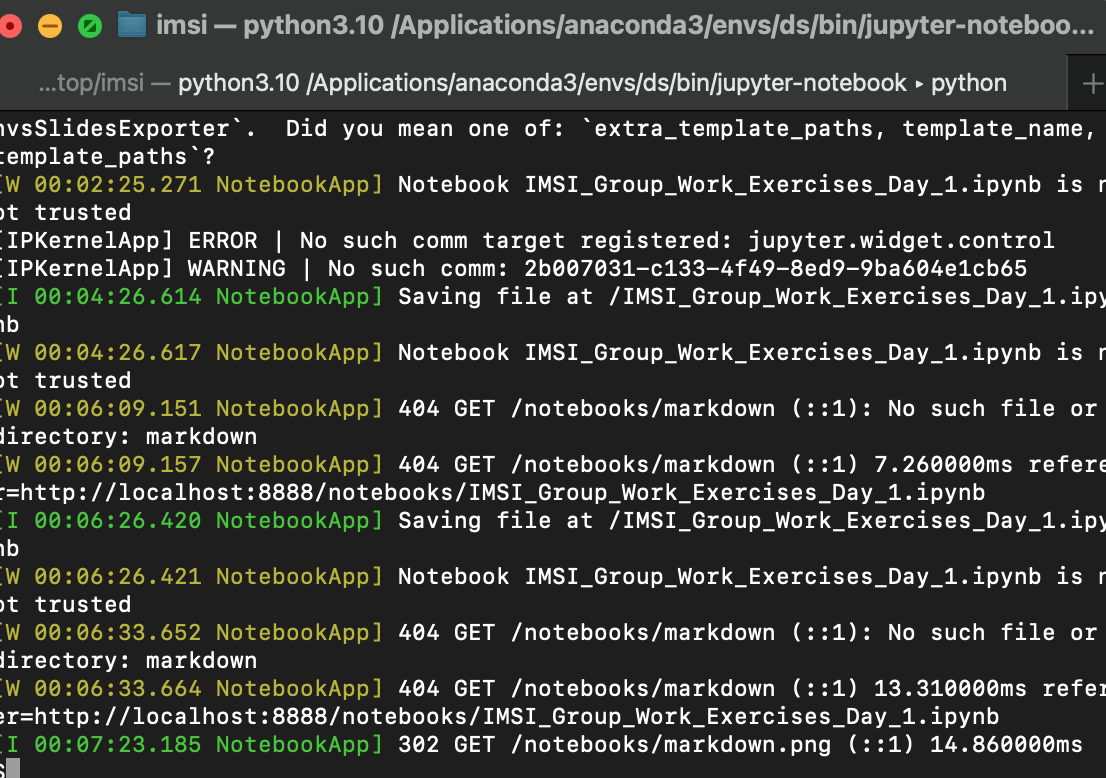 imsi — python3.10 /Applications/anaconda3/envs/ds/bin/jupyter-noteboo...
...top/imsi — python3.10 /Applications/anaconda3/envs/ds/bin/jupyter-notebook ▸ python +
nvsSlidesExporter`.  Did you mean one of: `extra_template_paths, template_name,
template_paths`?
[W 00:02:25.271 NotebookApp] Notebook IMSI_Group_Work_Exercises_Day_1.ipynb is n
ot trusted
[IPKernelApp] ERROR | No such comm target registered: jupyter.widget.control
[IPKernelApp] WARNING | No such comm: 2b007031-c133-4f49-8ed9-9ba604e1cb65
[I 00:04:26.614 NotebookApp] Saving file at /IMSI_Group_Work_Exercises_Day_1.ipy
nb
[W 00:04:26.617 NotebookApp] Notebook IMSI_Group_Work_Exercises_Day_1.ipynb is n
ot trusted
[W 00:06:09.151 NotebookApp] 404 GET /notebooks/markdown (::1): No such file or
directory: markdown
[W 00:06:09.157 NotebookApp] 404 GET /notebooks/markdown (::1) 7.260000ms refere
r=http://localhost:8888/notebooks/IMSI_Group_Work_Exercises_Day_1.ipynb
[I 00:06:26.420 NotebookApp] Saving file at /IMSI_Group_Work_Exercises_Day_1.ipy
nb
[W 00:06:26.421 NotebookApp] Notebook IMSI_Group_Work_Exercises_Day_1.ipynb is n
ot trusted
[W 00:06:33.652 NotebookApp] 404 GET /notebooks/markdown (::1): No such file or
directory: markdown
[W 00:06:33.664 NotebookApp] 404 GET /notebooks/markdown (::1) 13.310000ms refer
er=http://localhost:8888/notebooks/IMSI_Group_Work_Exercises_Day_1.ipynb
[I 00:07:23.185 NotebookApp] 302 GET /notebooks/markdown.png (::1) 14.860000ms
s